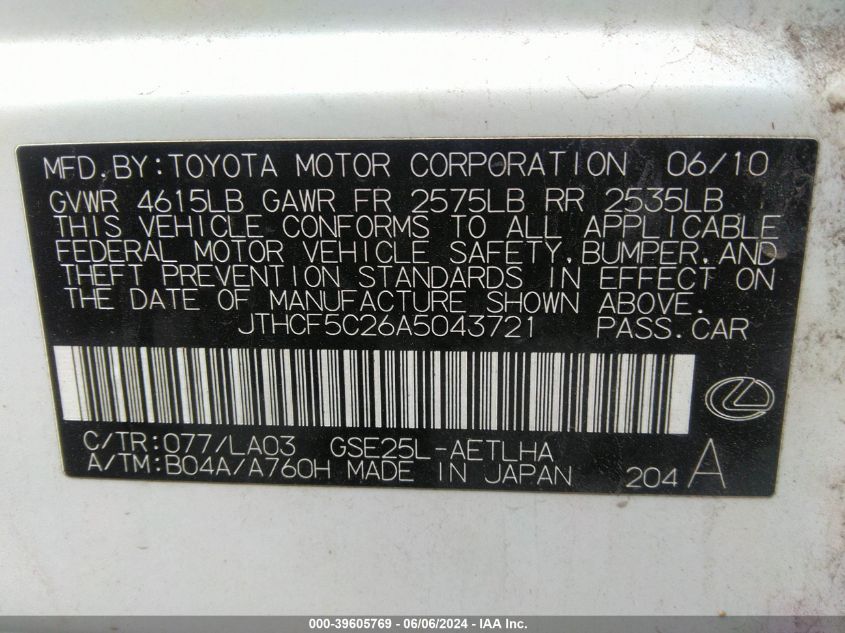 MFD.BY:TOYOTA MOTOR CORPORATION 06/10
GVWR 4615LB GAWR FR 2575LB RR 2535LB
THIS VEHICLE CONFORMS TO ALL APPLICABLE
FEDERAL MOTOR VEHICLE SAFETY,BUMPER,AND
THEFT PREVENTION STANDARDS IN EFFECT ON
THE DATE OF MANUFACTURE SHOWN ABOVE.
JTHCF5C26A5043721 PASS.CAR
C/TR:077/LA03 GSE25L-AETLHA
A/TM:B04A/A760H MADE IN JAPAN 204 A
000-39605769 - 06/06/2024 - IAA Inc.